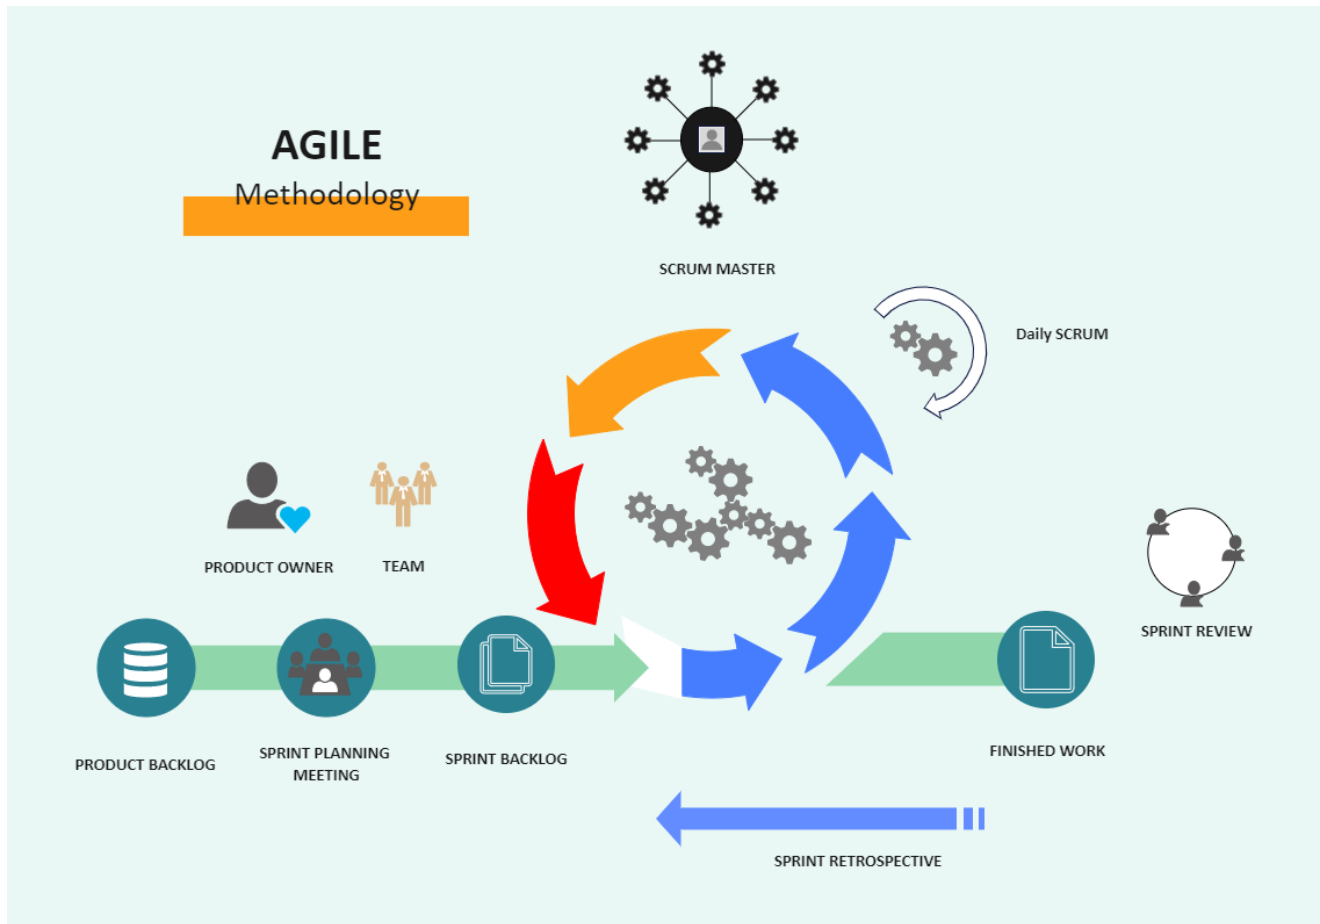 AGILE
Methodology
SCRUM MASTER
Daily SCRUM
PRODUCT OWNER
TEAM
SPRINT REVIEW
PRODUCT BACKLOG
SPRINT PLANNING
MEETING
SPRINT BACKLOG
FINISHED WORK
SPRINT RETROSPECTIVE